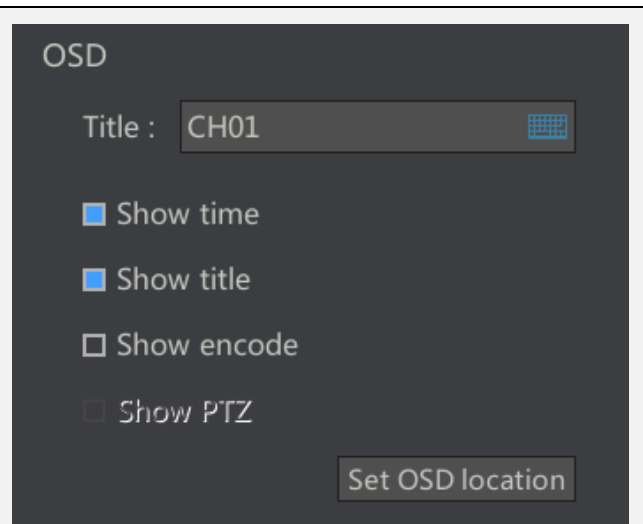 OSD
Title : CH01
Show time
Show title
Show encode
Show PTZ
Set OSD location